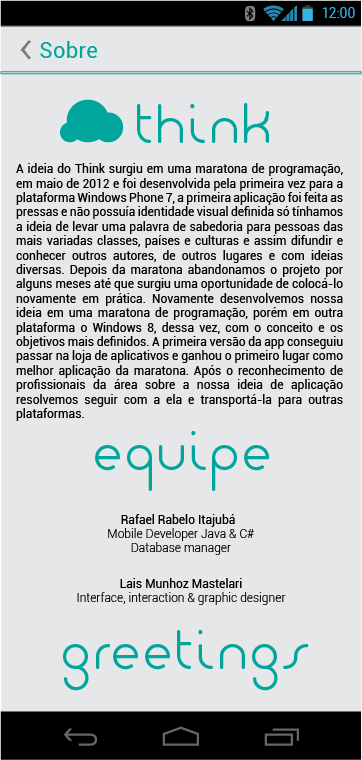 12:00
Sobre
think
A ideia do Think surgiu em uma maratona de programação,
em maio de 2012 e foi desenvolvida pela primeira vez para a
plataforma Windows Phone 7, a primeira aplicação foi feita as
pressas e não possuía identidade visual definida só tínhamos
a ideia de levar uma palavra de sabedoria para pessoas das
mais variadas classes, países e culturas e assim difundir e
conhecer outros autores, de outros lugares e com ideias
diversas. Depois da maratona abandonamos o projeto por
alguns meses até que surgiu uma oportunidade de colocá-lo
novamente em prática. Novamente desenvolvemos nossa
ideia em uma maratona de programação, porém em outra
plataforma o Windows 8, dessa vez, com o conceito e os
objetivos mais definidos. A primeira versão da app conseguiu
passar na loja de aplicativos e ganhou o primeiro lugar como
melhor aplicação da maratona. Após o reconhecimento de
profissionais da área sobre a nossa ideia de aplicação
resolvemos seguir com a ela e transportá-la para outras
plataformas.
equipe
Rafael Rabelo Itajubá
Mobile Developer Java & C#
Database manager
Lais Munhoz Mastelari
Interface, interaction & graphic designer
greetings